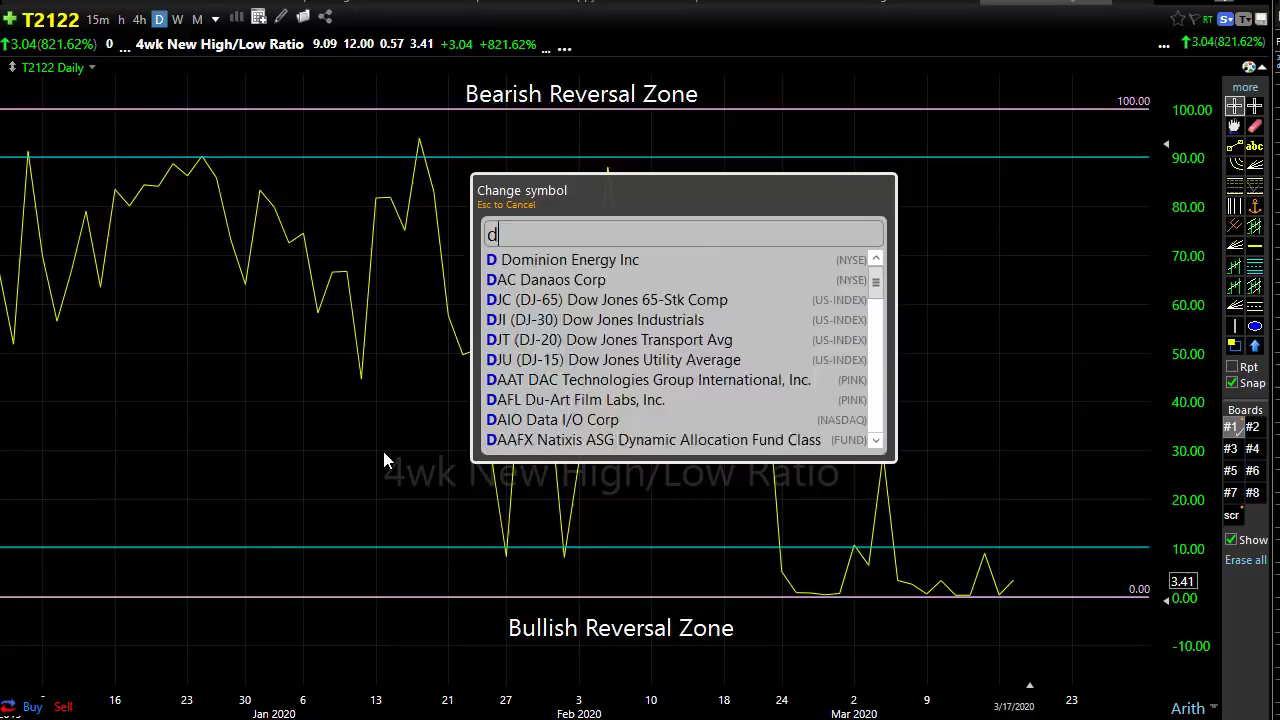 T2122 15m h 4h D W M RT S T
3.04(821.62%) 0 ... 4wk New High/Low Ratio 9.09 12.00 0.57 3.41 +3.04 +821.62% ... ... ... 3.04(821.62%)
T2122 Daily
more
Bearish Reversal Zone
100.00 100.00
90.00
80.00
70.00
60.00
50.00
40.00
30.00
20.00
10.00
3.41
0.00 0.00
-10.00
Change symbol
Esc to Cancel
d
D Dominion Energy Inc (NYSE)
DAC Danaos Corp (NYSE)
DJC (DJ-65) Dow Jones 65-Stk Comp (US-INDEX)
DJI (DJ-30) Dow Jones Industrials (US-INDEX)
DJT (DJ-20) Dow Jones Transport Avg (US-INDEX)
DJU (DJ-15) Dow Jones Utility Average (US-INDEX)
DAAT DAC Technologies Group International, Inc. (PINK)
DAFL Du-Art Film Labs, Inc. (PINK)
DAIO Data I/O Corp (NASDAQ)
DAAFX Natixis ASG Dynamic Allocation Fund Class (FUND)
4wk New High/Low Ratio
Bullish Reversal Zone
abc
Rpt
Snap
Boards
#1 #2
#3 #4
#5 #6
#7 #8
scr
Show
Erase all
16 23 30 6 13 21 27 3 10 18 24 2 9 3/17/2020 23
Jan 2020 Feb 2020 Mar 2020
Buy Sell
Arith